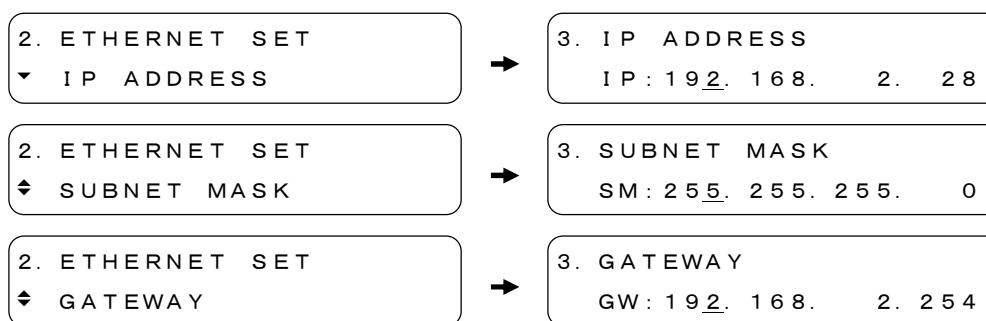 2. ETHERNET SET
IP ADDRESS
3. IP ADDRESS
IP:192.168.  2. 28
2. ETHERNET SET
SUBNET MASK
3. SUBNET MASK
SM:255.255.255.  0
2. ETHERNET SET
GATEWAY
3. GATEWAY
GW:192.168.  2.254